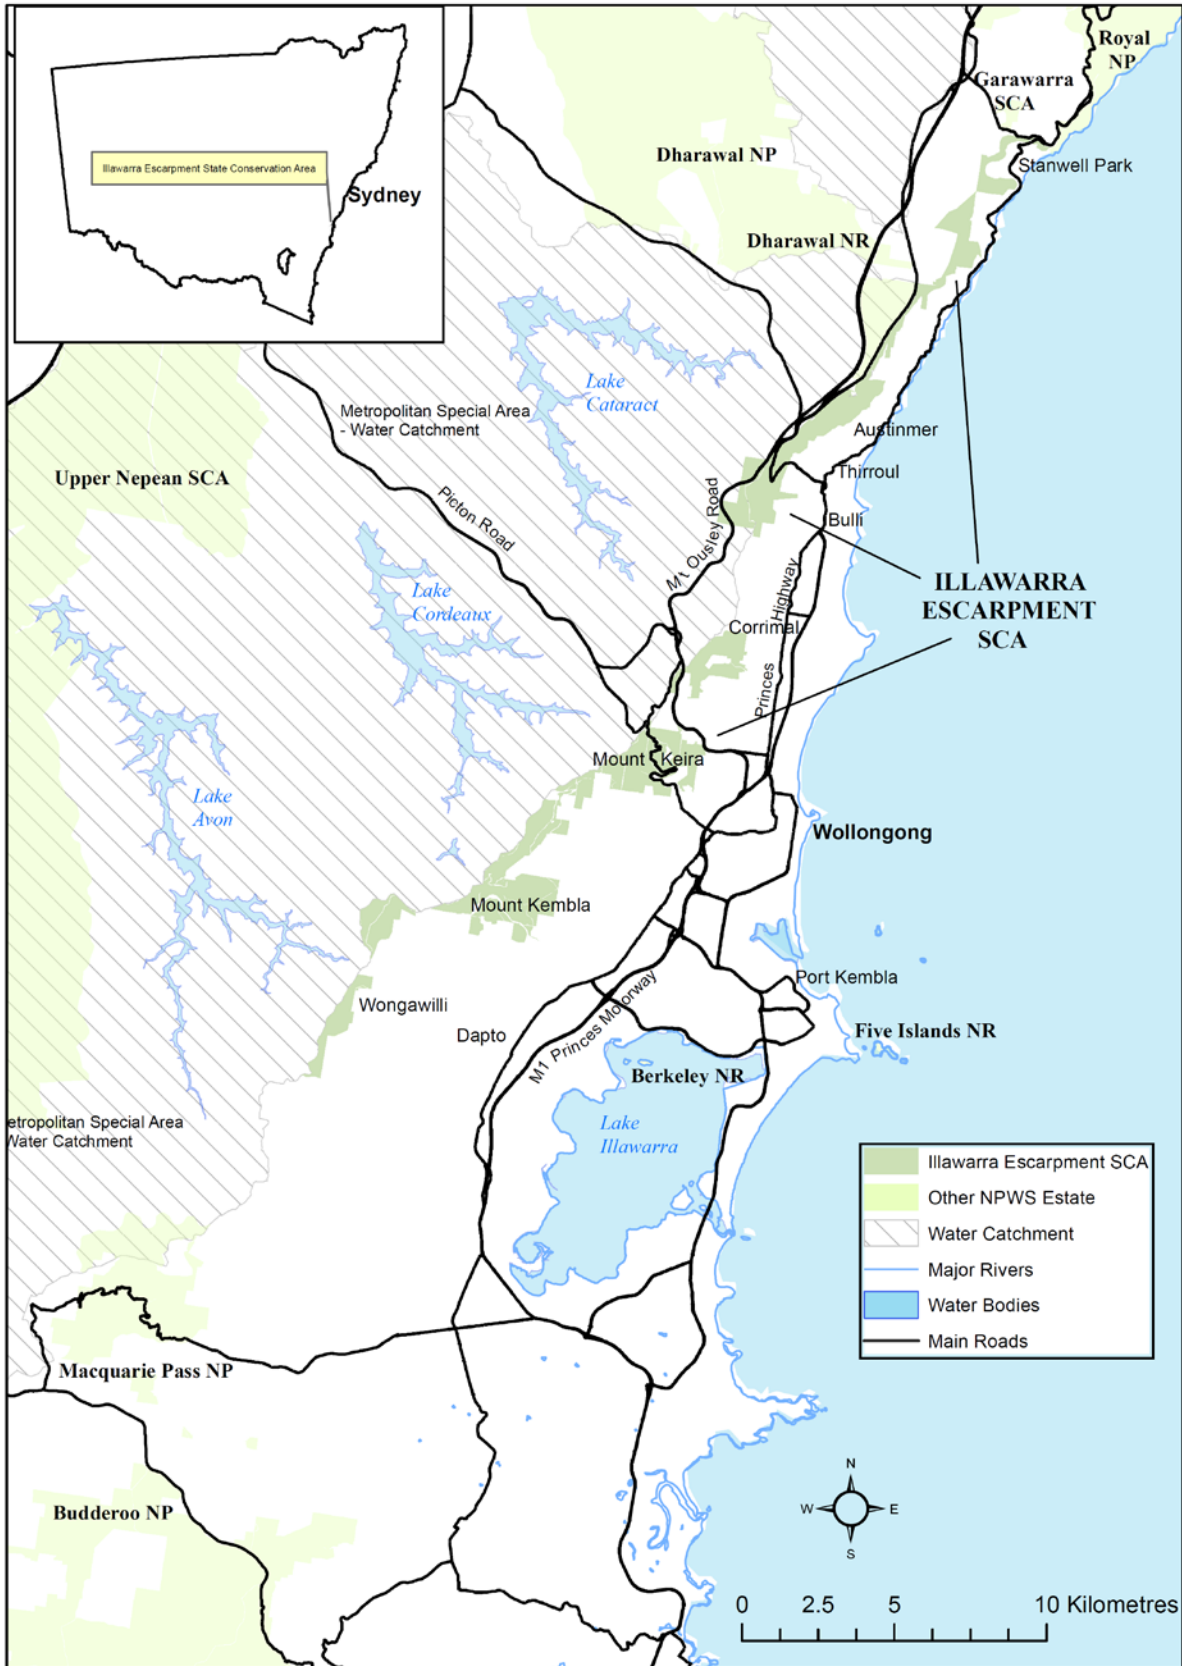 Illawarra Escarpment State Conservation Area
Sydney
Royal
NP
Garawarra
SCA
Dharawal NP
Stanwell Park
Dharawal NR
Lake
Cataract
Metropolitan Special Area
- Water Catchment
Austinmer
Thirroul
Upper Nepean SCA
Picton Road
Mt Ousley Road
Bulli
Highway
Princes
ILLAWARRA
ESCARPMENT
SCA
Lake
Cordeaux
Corrimal
Mount Keira
Lake
Avon
Wollongong
Mount Kembla
Port Kembla
Wongawilli
Dapto
M1 Princes Motorway
Five Islands NR
Berkeley NR
Lake
Illawarra
etropolitan Special Area
Water Catchment
Illawarra Escarpment SCA
Other NPWS Estate
Water Catchment
Major Rivers
Water Bodies
Main Roads
Macquarie Pass NP
Budderoo NP
N
W E
S
0 2.5 5 10 Kilometres